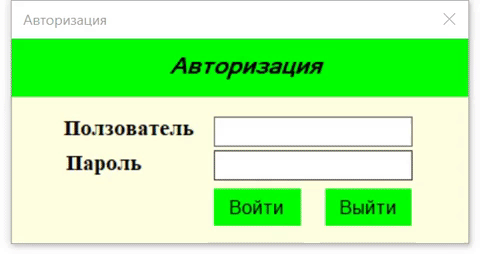 Авторизация
Авторизация
Ползователь
Пароль
Войти Выйти